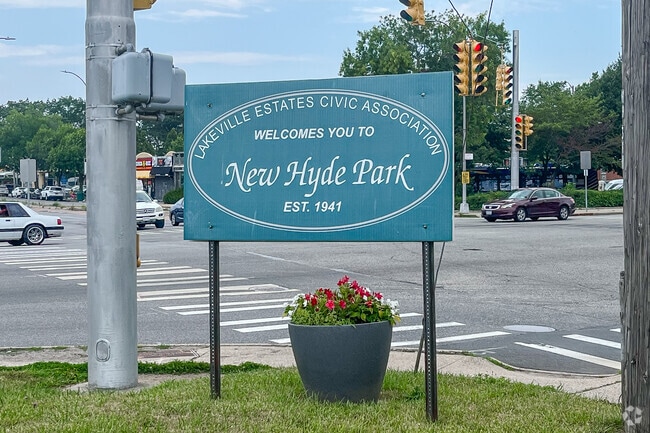 LAKEVILLE ESTATES CIVIC ASSOCIATION
WELCOMES YOU TO
New Hyde Park
EST. 1941